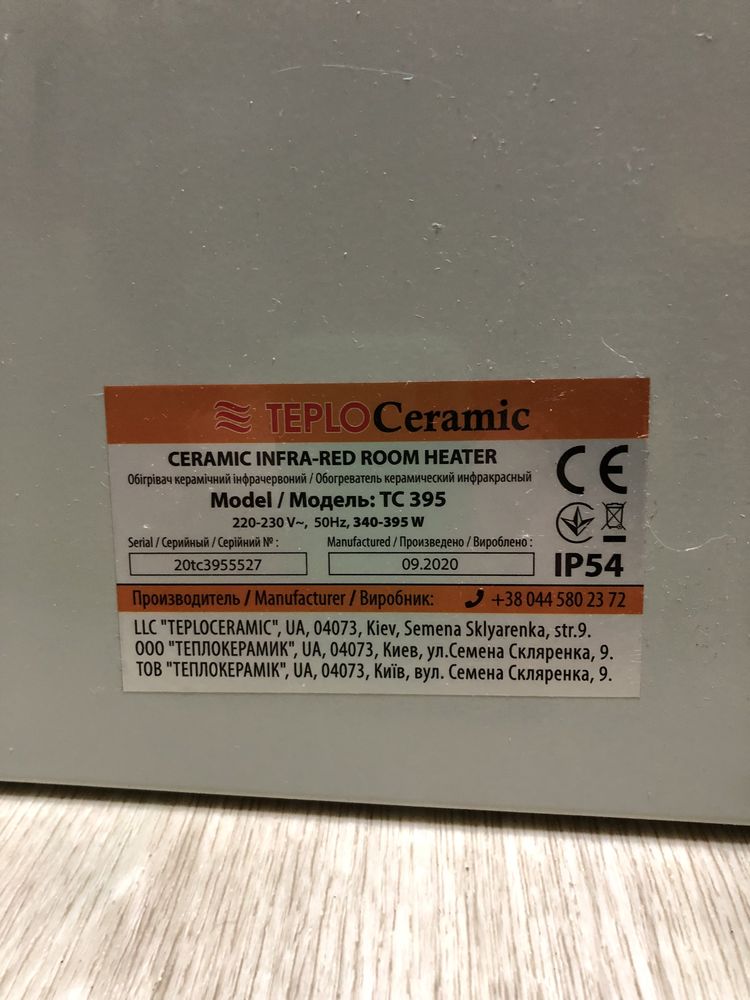 TEPLOCeramic
CERAMIC INFRA-RED ROOM HEATER
Обігрівач керамічний інфрачервоний / Обогреватель керамический инфракрасный
Model / Модель: TC 395
220-230 V~, 50Hz, 340-395 W
Serial / Серийный / Серійний № :
Manufactured / Произведено / Вироблено :
20tc3955527
09.2020
CE
IP54
Производитель / Manufacturer / Виробник: +38 044 580 23 72
LLC "TEPLOCERAMIC", UA, 04073, Kiev, Semena Sklyarenka, str.9.
ООО "ТЕПЛОКЕРАМИК", UA, 04073, Киев, ул.Семена Скляренка, 9.
ТОВ "ТЕПЛОКЕРАМІК", UA, 04073, Київ, вул. Семена Скляренка, 9.